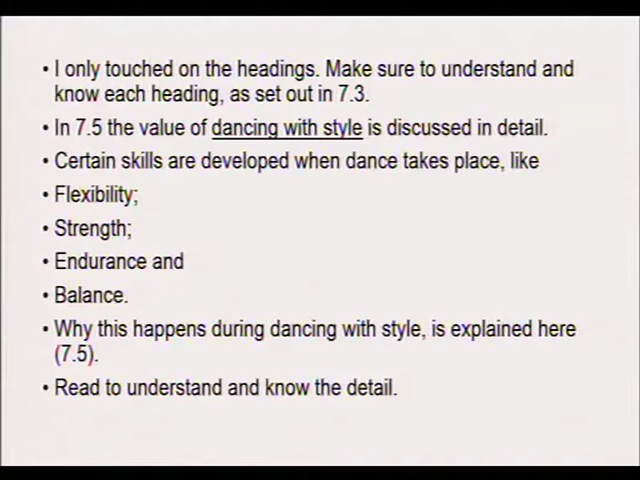 • I only touched on the headings. Make sure to understand and
know each heading, as set out in 7.3.
• In 7.5 the value of dancing with style is discussed in detail.
• Certain skills are developed when dance takes place, like
• Flexibility;
• Strength;
• Endurance and
• Balance.
• Why this happens during dancing with style, is explained here
(7.5).
• Read to understand and know the detail.